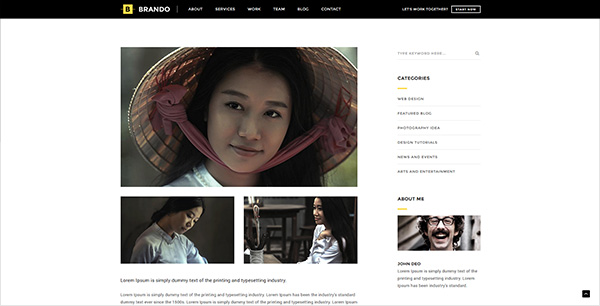 B BRANDO
ABOUT SERVICES WORK TEAM BLOG CONTACT
LET'S WORK TOGETHER!! START NOW
Lorem Ipsum is simply dummy text of the printing and typesetting industry.
Lorem Ipsum is simply dummy text of the printing and typesetting industry. Lorem Ipsum has been the industry's standard
dummy text ever since the 1500s. Lorem Ipsum is simply dummy text of the printing and typesetting industry. Lorem Ipsum
TYPE KEYWORD HERE...
CATEGORIES
WEB DESIGN
FEATURED BLOG
PHOTOGRAPHY IDEA
DESIGN TUTORIALS
NEWS AND EVENTS
ARTS AND ENTERTAINMENT
ABOUT ME
JOHN DEO
Lorem Ipsum is simply dummy text of
the printing and typesetting industry.
Lorem Ipsum has been industry's standard